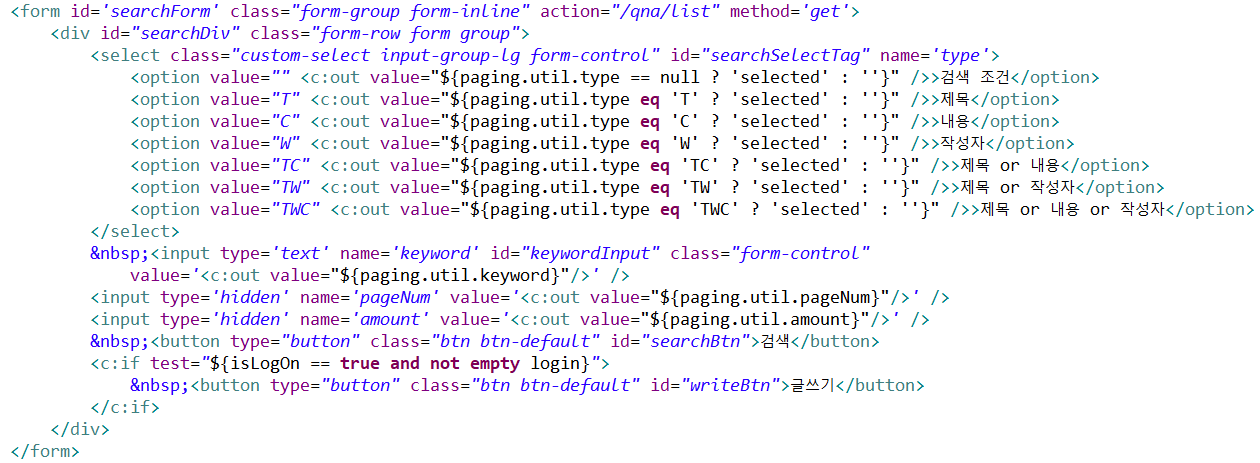 <form id='searchForm' class="form-group form-inline" action="/qna/list" method='get'>
<div id="searchDiv" class="form-row form group">
<select class="custom-select input-group-lg form-control" id="searchSelectTag" name='type'>
<option value="" <c:out value="${paging.util.type == null ? 'selected' : ''}" />>검색 조건</option>
<option value="T" <c:out value="${paging.util.type eq 'T' ? 'selected' : ''}" />>제목</option>
<option value="C" <c:out value="${paging.util.type eq 'C' ? 'selected' : ''}" />>내용</option>
<option value="W" <c:out value="${paging.util.type eq 'W' ? 'selected' : ''}" />>작성자</option>
<option value="TC" <c:out value="${paging.util.type eq 'TC' ? 'selected' : ''}" />>제목 or 내용</option>
<option value="TW" <c:out value="${paging.util.type eq 'TW' ? 'selected' : ''}" />>제목 or 작성자</option>
<option value="TWC" <c:out value="${paging.util.type eq 'TWC' ? 'selected' : ''}" />>제목 or 내용 or 작성자</option>
</select>
&nbsp;<input type='text' name='keyword' id="keywordInput" class="form-control"
value='<c:out value="${paging.util.keyword}"/>' />
<input type='hidden' name='pageNum' value='<c:out value="${paging.util.pageNum}"/>' />
<input type='hidden' name='amount' value='<c:out value="${paging.util.amount}"/>' />
&nbsp;<button type="button" class="btn btn-default" id="searchBtn">검색</button>
<c:if test="${isLogOn == true and not empty login}">
&nbsp;<button type="button" class="btn btn-default" id="writeBtn">글쓰기</button>
</c:if>
</div>
</form>